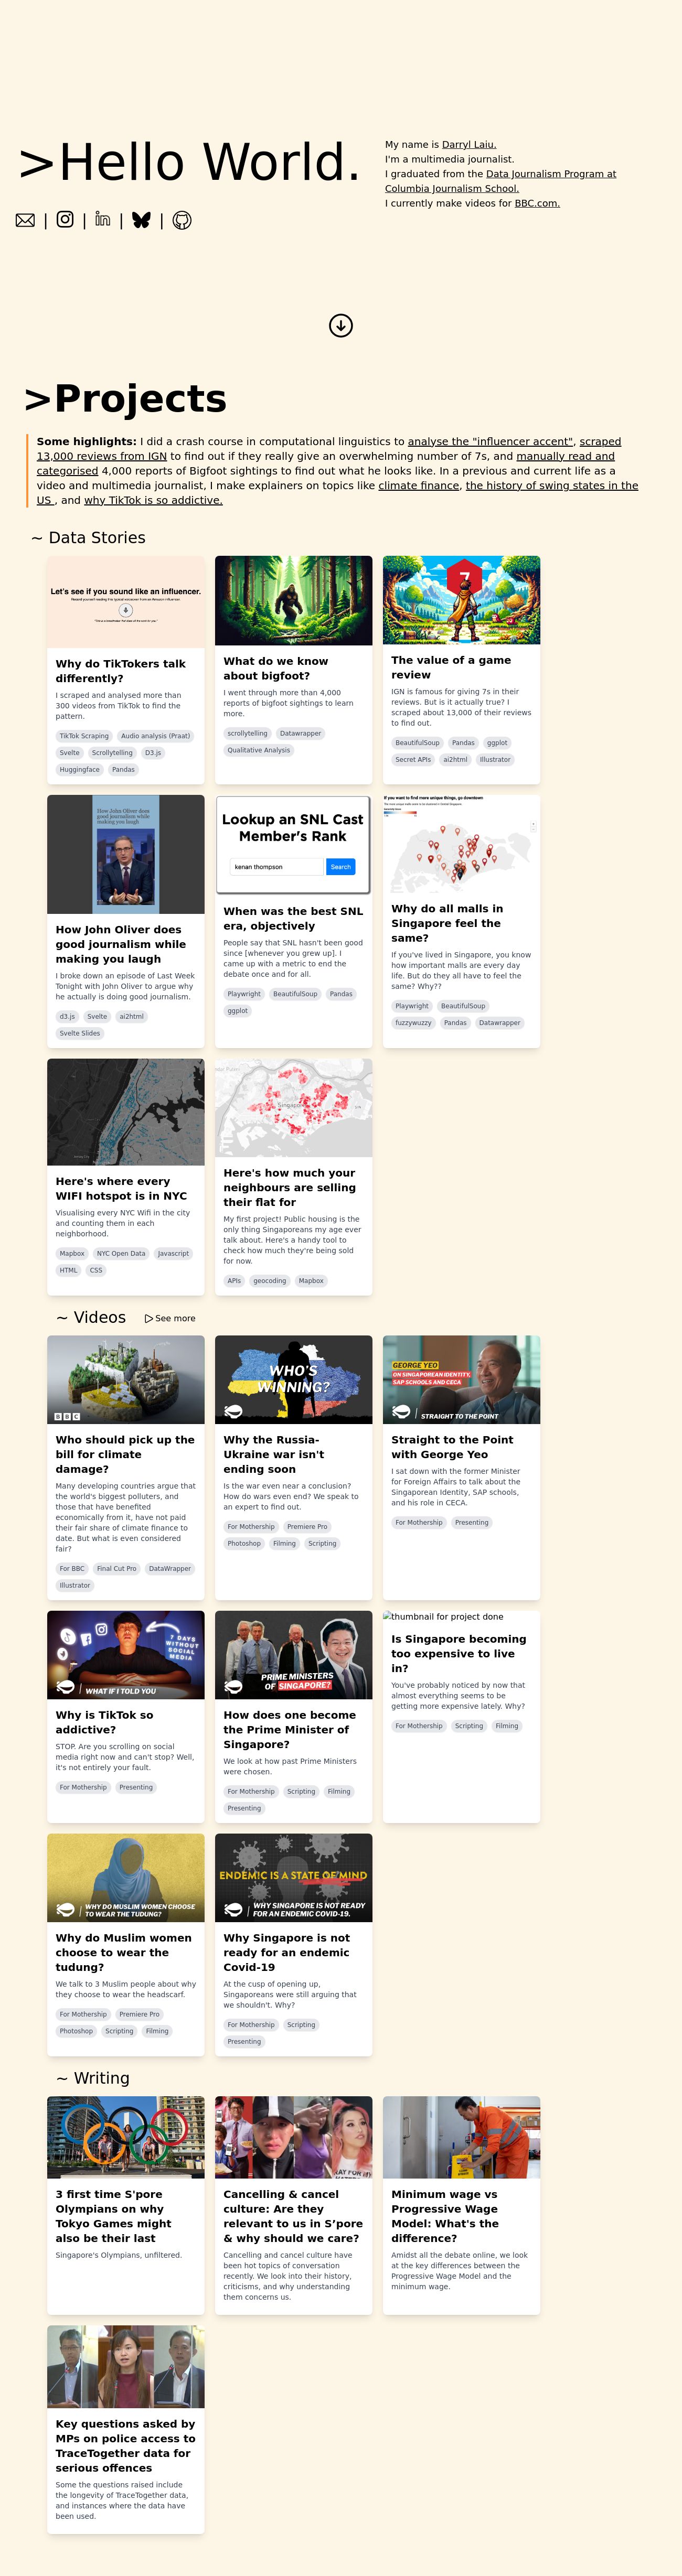 >Hello World.
My name is Darryl Laiu.
I'm a multimedia journalist.
I graduated from the Data Journalism Program at
Columbia Journalism School.
I currently make videos for BBC.com.
>Projects
Some highlights: I did a crash course in computational linguistics to analyse the "influencer accent", scraped
13,000 reviews from IGN to find out if they really give an overwhelming number of 7s, and manually read and
categorised 4,000 reports of Bigfoot sightings to find out what he looks like. In a previous and current life as a
video and multimedia journalist, I make explainers on topics like climate finance, the history of swing states in the
US , and why TikTok is so addictive.
~ Data Stories
Let's see if you sound like an influencer.
Why do TikTokers talk
differently?
I scraped and analysed more than
300 videos from TikTok to find the
pattern.
TikTok Scraping Audio analysis (Praat)
Svelte Scrollytelling D3.js
Huggingface Pandas
What do we know
about bigfoot?
I went through more than 4,000
reports of bigfoot sightings to learn
more.
scrollytelling Datawrapper
Qualitative Analysis
7
The value of a game
review
IGN is famous for giving 7s in their
reviews. But is it actually true? I
scraped about 13,000 of their reviews
to find out.
BeautifulSoup Pandas ggplot
Secret APIs ai2html Illustrator
How John Oliver does
good journalism while
making you laugh
How John Oliver does
good journalism while
making you laugh
I broke down an episode of Last Week
Tonight with John Oliver to argue why
he actually is doing good journalism.
d3.js Svelte ai2html
Svelte Slides
Lookup an SNL Cast
Member's Rank
kenan thompson Search
When was the best SNL
era, objectively
People say that SNL hasn't been good
since [whenever you grew up]. I
came up with a metric to end the
debate once and for all.
Playwright BeautifulSoup Pandas
ggplot
If you want to find more unique things, go downtown
Why do all malls in
Singapore feel the
same?
If you've lived in Singapore, you know
how important malls are every day
life. But do they all have to feel the
same? Why??
Playwright BeautifulSoup
fuzzywuzzy Pandas Datawrapper
Here's where every
WIFI hotspot is in NYC
Visualising every NYC Wifi in the city
and counting them in each
neighborhood.
Mapbox NYC Open Data Javascript
HTML CSS
Singapore
Here's how much your
neighbours are selling
their flat for
My first project! Public housing is the
only thing Singaporeans my age ever
talk about. Here's a handy tool to
check how much they're being sold
for now.
APIs geocoding Mapbox
~ Videos See more
BBC
Who should pick up the
bill for climate
damage?
Many developing countries argue that
the world's biggest polluters, and
those that have benefited
economically from it, have not paid
their fair share of climate finance to
date. But what is even considered
fair?
For BBC Final Cut Pro DataWrapper
Illustrator
WHO'S
WINNING?
Why the Russia-
Ukraine war isn't
ending soon
Is the war even near a conclusion?
How do wars even end? We speak to
an expert to find out.
For Mothership Premiere Pro
Photoshop Filming Scripting
GEORGE YEO
ON SINGAPOREAN IDENTITY,
SAP SCHOOLS AND CECA
STRAIGHT TO THE POINT
Straight to the Point
with George Yeo
I sat down with the former Minister
for Foreign Affairs to talk about the
Singaporean Identity, SAP schools,
and his role in CECA.
For Mothership Presenting
7 DAYS
WITHOUT
SOCIAL
MEDIA
WHAT IF I TOLD YOU
Why is TikTok so
addictive?
STOP. Are you scrolling on social
media right now and can't stop? Well,
it's not entirely your fault.
For Mothership Presenting
PRIME MINISTERS
OF SINGAPORE?
How does one become
the Prime Minister of
Singapore?
We look at how past Prime Ministers
were chosen.
For Mothership Scripting Filming
Presenting
thumbnail for project done
Is Singapore becoming
too expensive to live
in?
You've probably noticed by now that
almost everything seems to be
getting more expensive lately. Why?
For Mothership Scripting Filming
WHY DO MUSLIM WOMEN CHOOSE
TO WEAR THE TUDUNG?
Why do Muslim women
choose to wear the
tudung?
We talk to 3 Muslim people about why
they choose to wear the headscarf.
For Mothership Premiere Pro
Photoshop Scripting Filming
ENDEMIC IS A STATE OF MIND
WHY SINGAPORE IS NOT READY
FOR AN ENDEMIC COVID-19.
Why Singapore is not
ready for an endemic
Covid-19
At the cusp of opening up,
Singaporeans were still arguing that
we shouldn't. Why?
For Mothership Scripting
Presenting
~ Writing
3 first time S'pore
Olympians on why
Tokyo Games might
also be their last
Singapore's Olympians, unfiltered.
Cancelling & cancel
culture: Are they
relevant to us in S’pore
& why should we care?
Cancelling and cancel culture have
been hot topics of conversation
recently. We look into their history,
criticisms, and why understanding
them concerns us.
Minimum wage vs
Progressive Wage
Model: What's the
difference?
Amidst all the debate online, we look
at the key differences between the
Progressive Wage Model and the
minimum wage.
Key questions asked by
MPs on police access to
TraceTogether data for
serious offences
Some the questions raised include
the longevity of TraceTogether data,
and instances where the data have
been used.